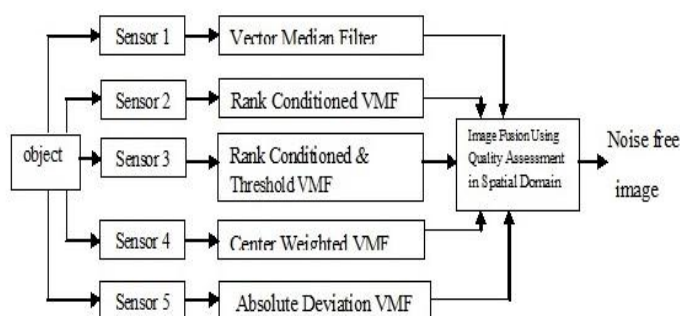 Sensor 1
Vector Median Filter
Sensor 2
Rank Conditioned VMF
object
Sensor 3
Rank Conditioned &
Threshold VMF
Image Fusion Using
Quality Assessment
in Spatial Domain
Noise free
image
Sensor 4
Center Weighted VMF
Sensor 5
Absolute Deviation VMF